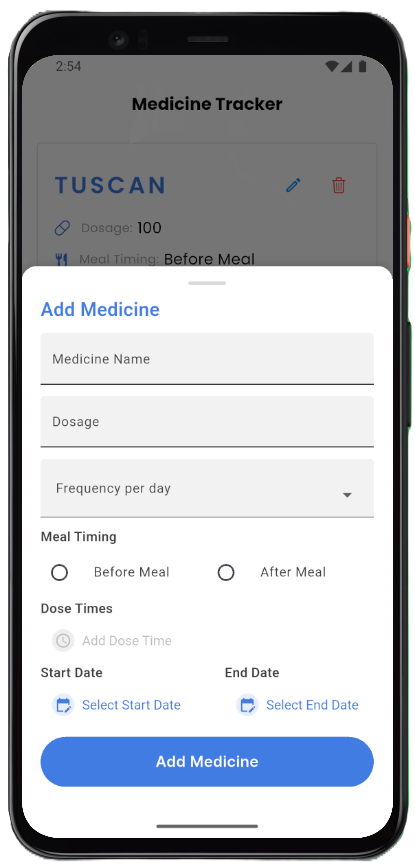 2:54
Medicine Tracker
TUSCAN
Dosage: 100
Meal Timing: Before Meal
Add Medicine
Medicine Name
Dosage
Frequency per day
Meal Timing
Before Meal After Meal
Dose Times
Add Dose Time
Start Date End Date
Select Start Date Select End Date
Add Medicine